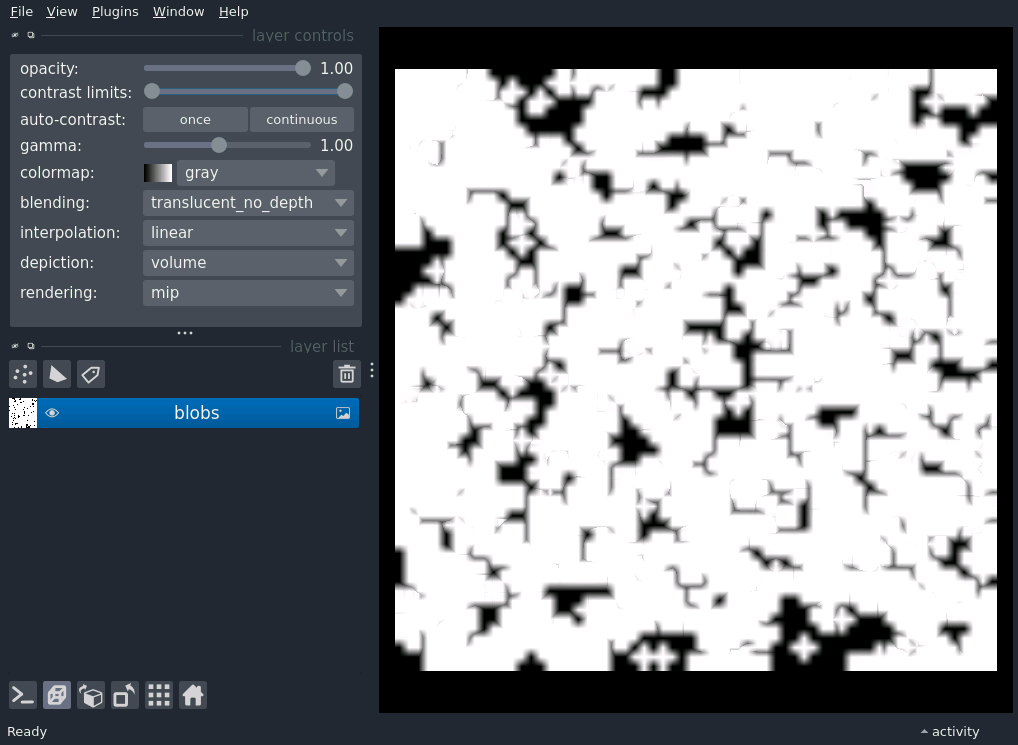 File View Plugins Window Help
layer controls
opacity: 1.00
contrast limits:
auto-contrast: once continuous
gamma: 1.00
colormap: gray
blending: translucent_no_depth
interpolation: linear
depiction: volume
rendering: mip
layer list
blobs
Ready activity